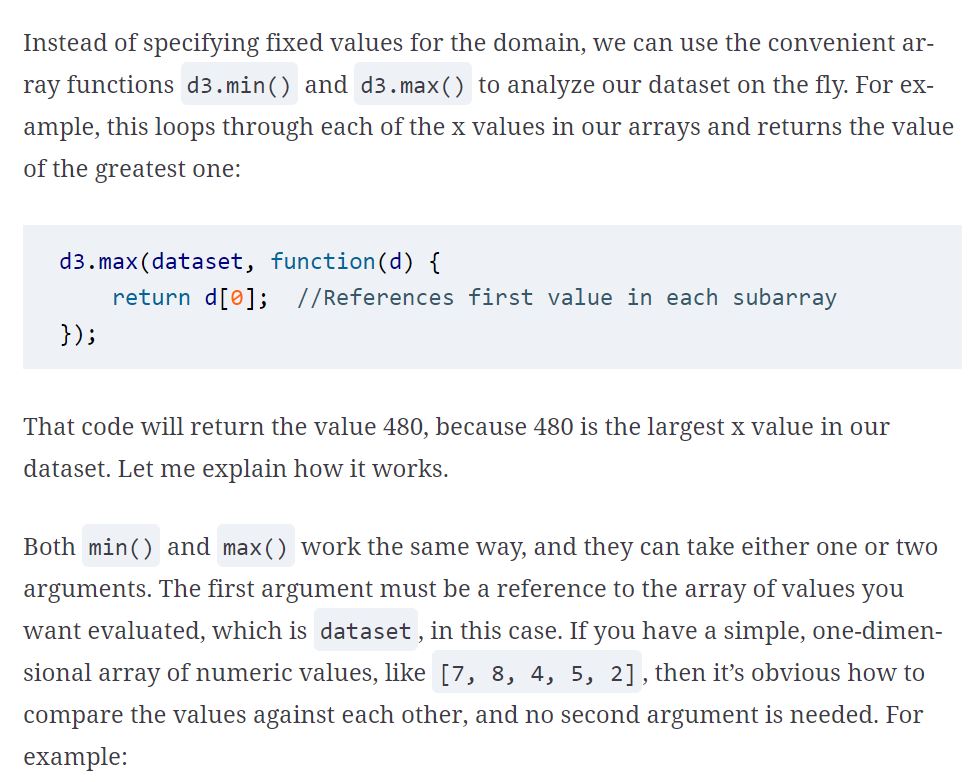 Instead of specifying fixed values for the domain, we can use the convenient ar-
ray functions d3.min() and d3.max() to analyze our dataset on the fly. For ex-
ample, this loops through each of the x values in our arrays and returns the value
of the greatest one:
d3.max(dataset, function(d) {
    return d[0];  //References first value in each subarray
});
That code will return the value 480, because 480 is the largest x value in our
dataset. Let me explain how it works.
Both min() and max() work the same way, and they can take either one or two
arguments. The first argument must be a reference to the array of values you
want evaluated, which is dataset, in this case. If you have a simple, one-dimen-
sional array of numeric values, like [7, 8, 4, 5, 2], then it’s obvious how to
compare the values against each other, and no second argument is needed. For
example: